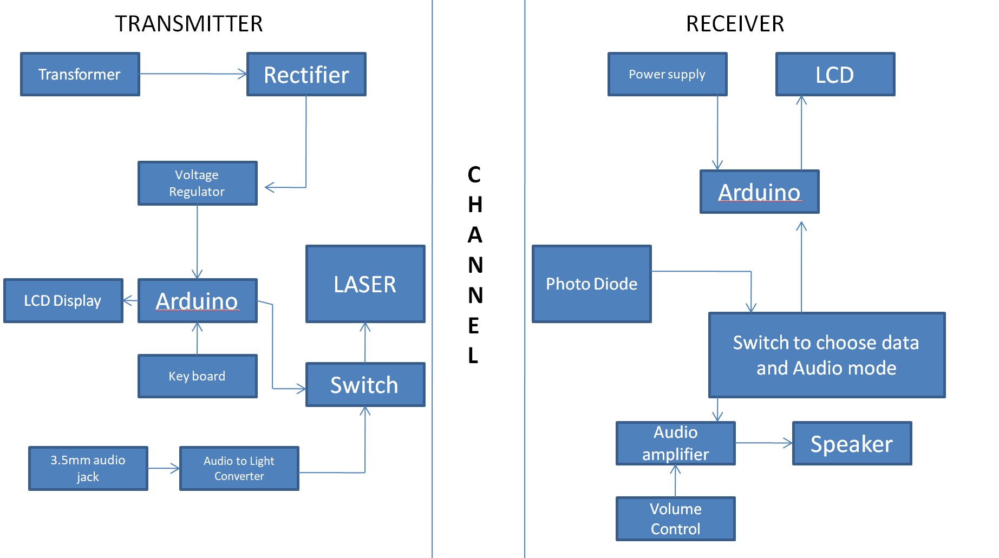 TRANSMITTER
Transformer
Rectifier
Voltage
Regulator
LASER
LCD Display
Arduino
Key board
Switch
3.5mm audio
jack
Audio to Light
Converter
C
H
A
N
N
E
L
RECEIVER
Power supply
LCD
Arduino
Photo Diode
Switch to choose data
and Audio mode
Audio
amplifier
Speaker
Volume
Control